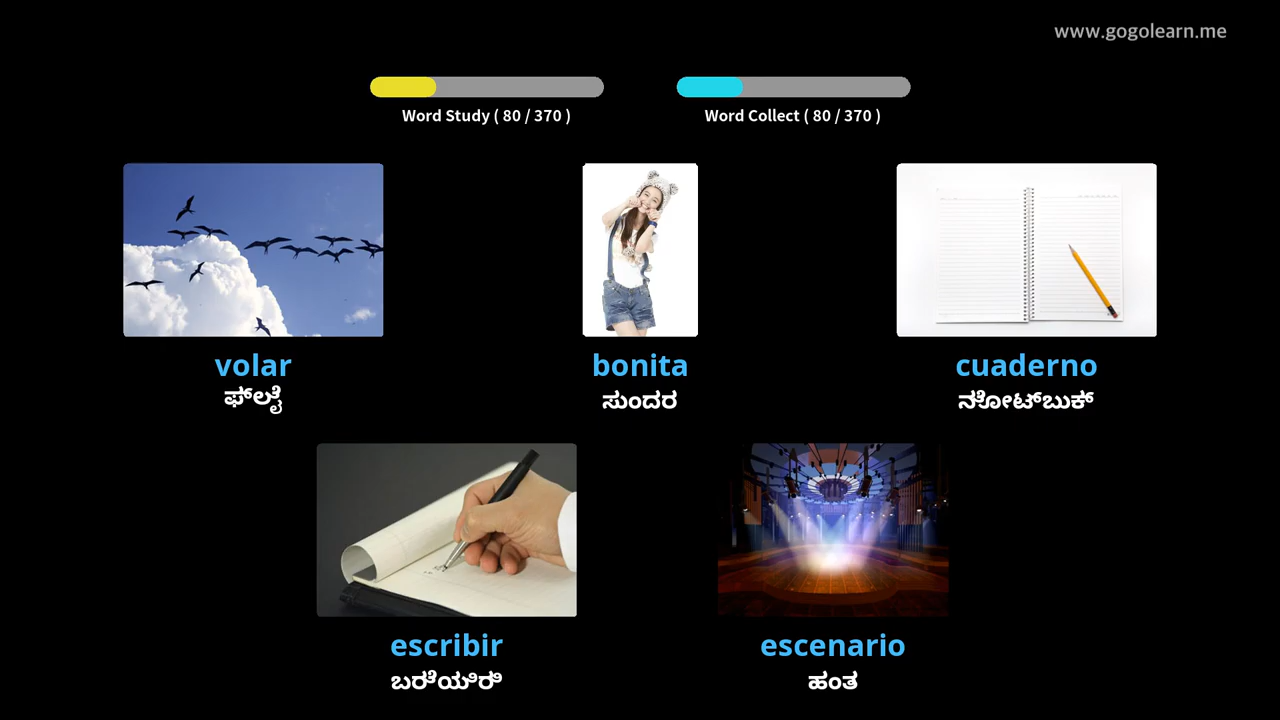 www.gogolearn.me
Word Study ( 80 / 370 )
Word Collect ( 80 / 370 )
volar
ಫ್ಲೈ
bonita
ಸುಂದರ
cuaderno
ನೋಟ್‌ಬುಕ್
escribir
ಬರೆಯಿರಿ
escenario
ಹಂತ